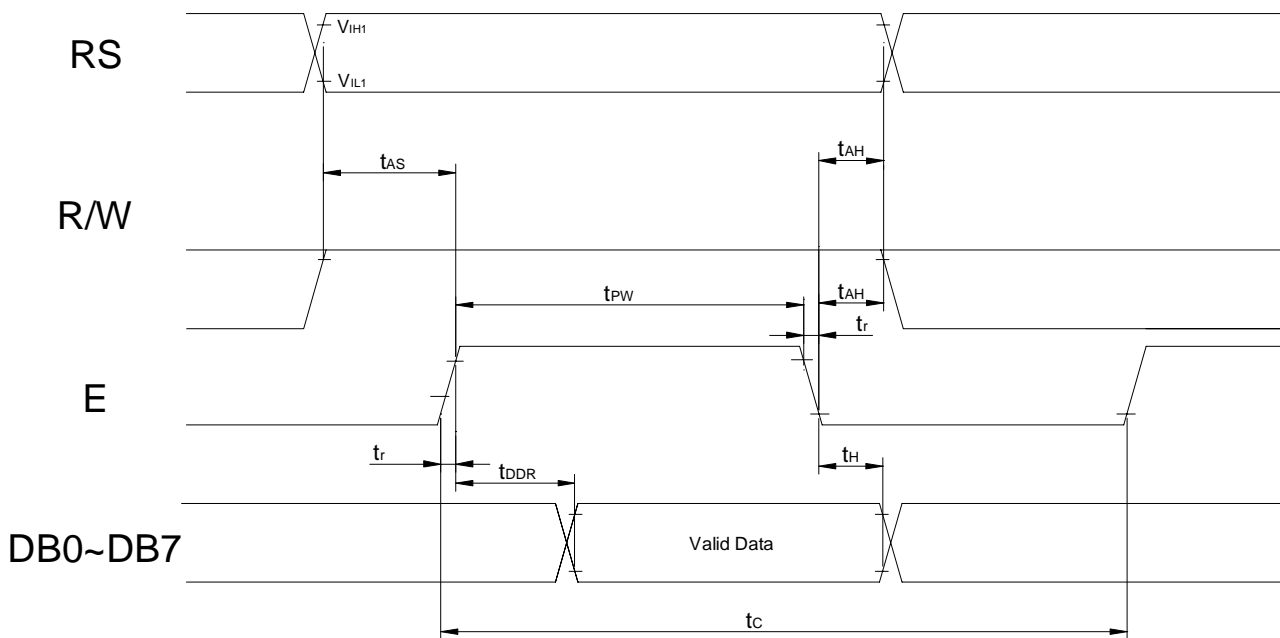 RS
VIH1
VIL1
tAS
tAH
R/W
tPW
tAH
tr
E
tr
tDDR
tH
DB0~DB7
Valid Data
tC